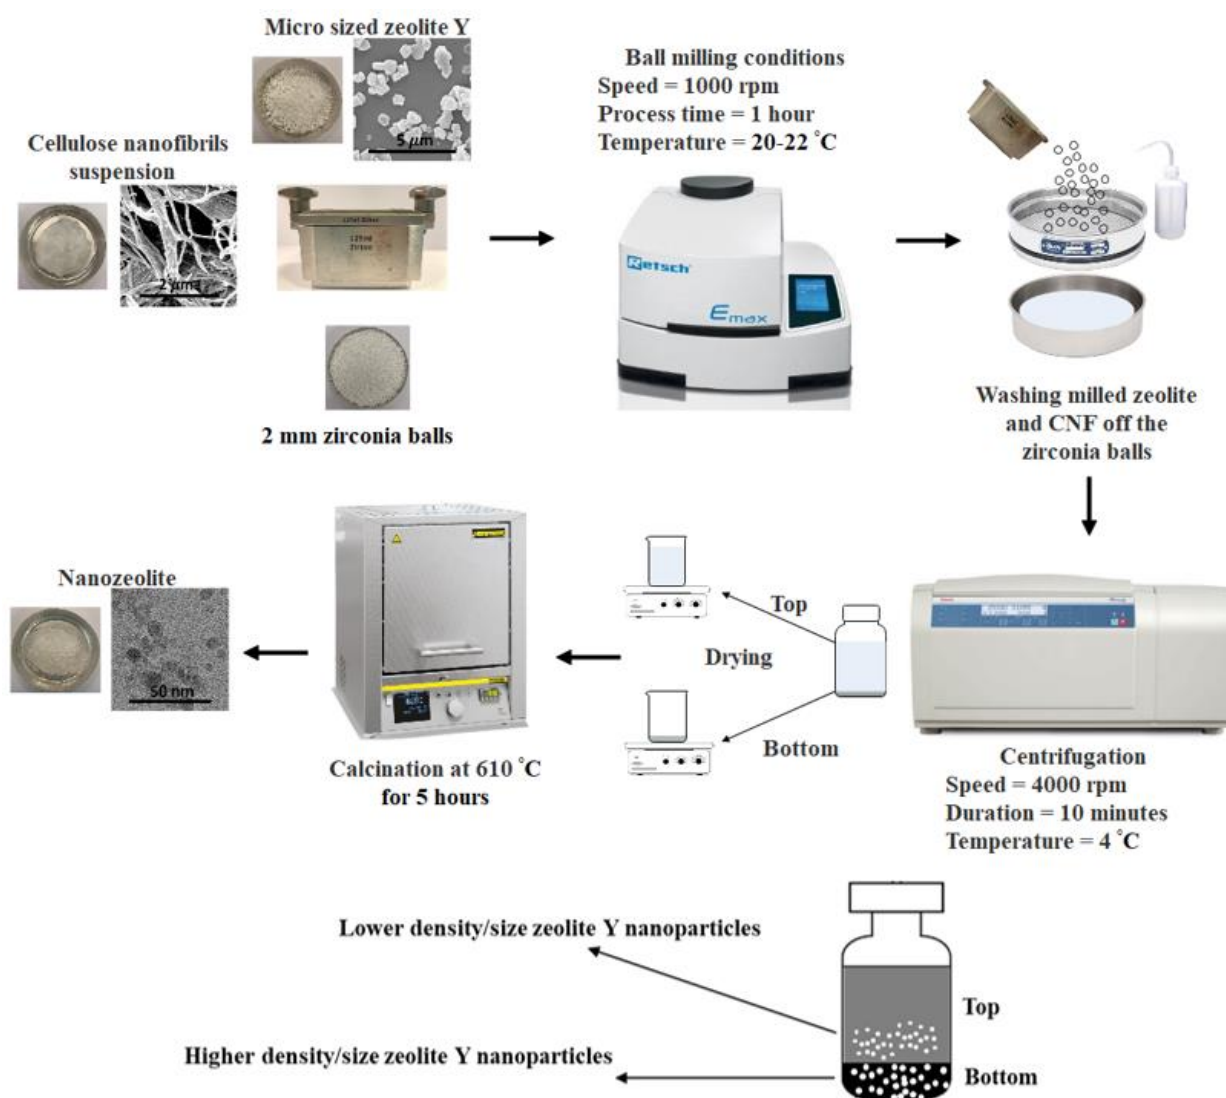 Micro sized zeolite Y
5 μm
Cellulose nanofibrils
suspension
2 μm
125ml
2 mm zirconia balls
Ball milling conditions
Speed = 1000 rpm
Process time = 1 hour
Temperature = 20-22 °C
Retsch
Emax
Washing milled zeolite
and CNF off the
zirconia balls
Centrifugation
Speed = 4000 rpm
Duration = 10 minutes
Temperature = 4 °C
Top
Drying
Bottom
Calcination at 610 °C
for 5 hours
Nanozeolite
50 nm
Lower density/size zeolite Y nanoparticles
Higher density/size zeolite Y nanoparticles
Top
Bottom